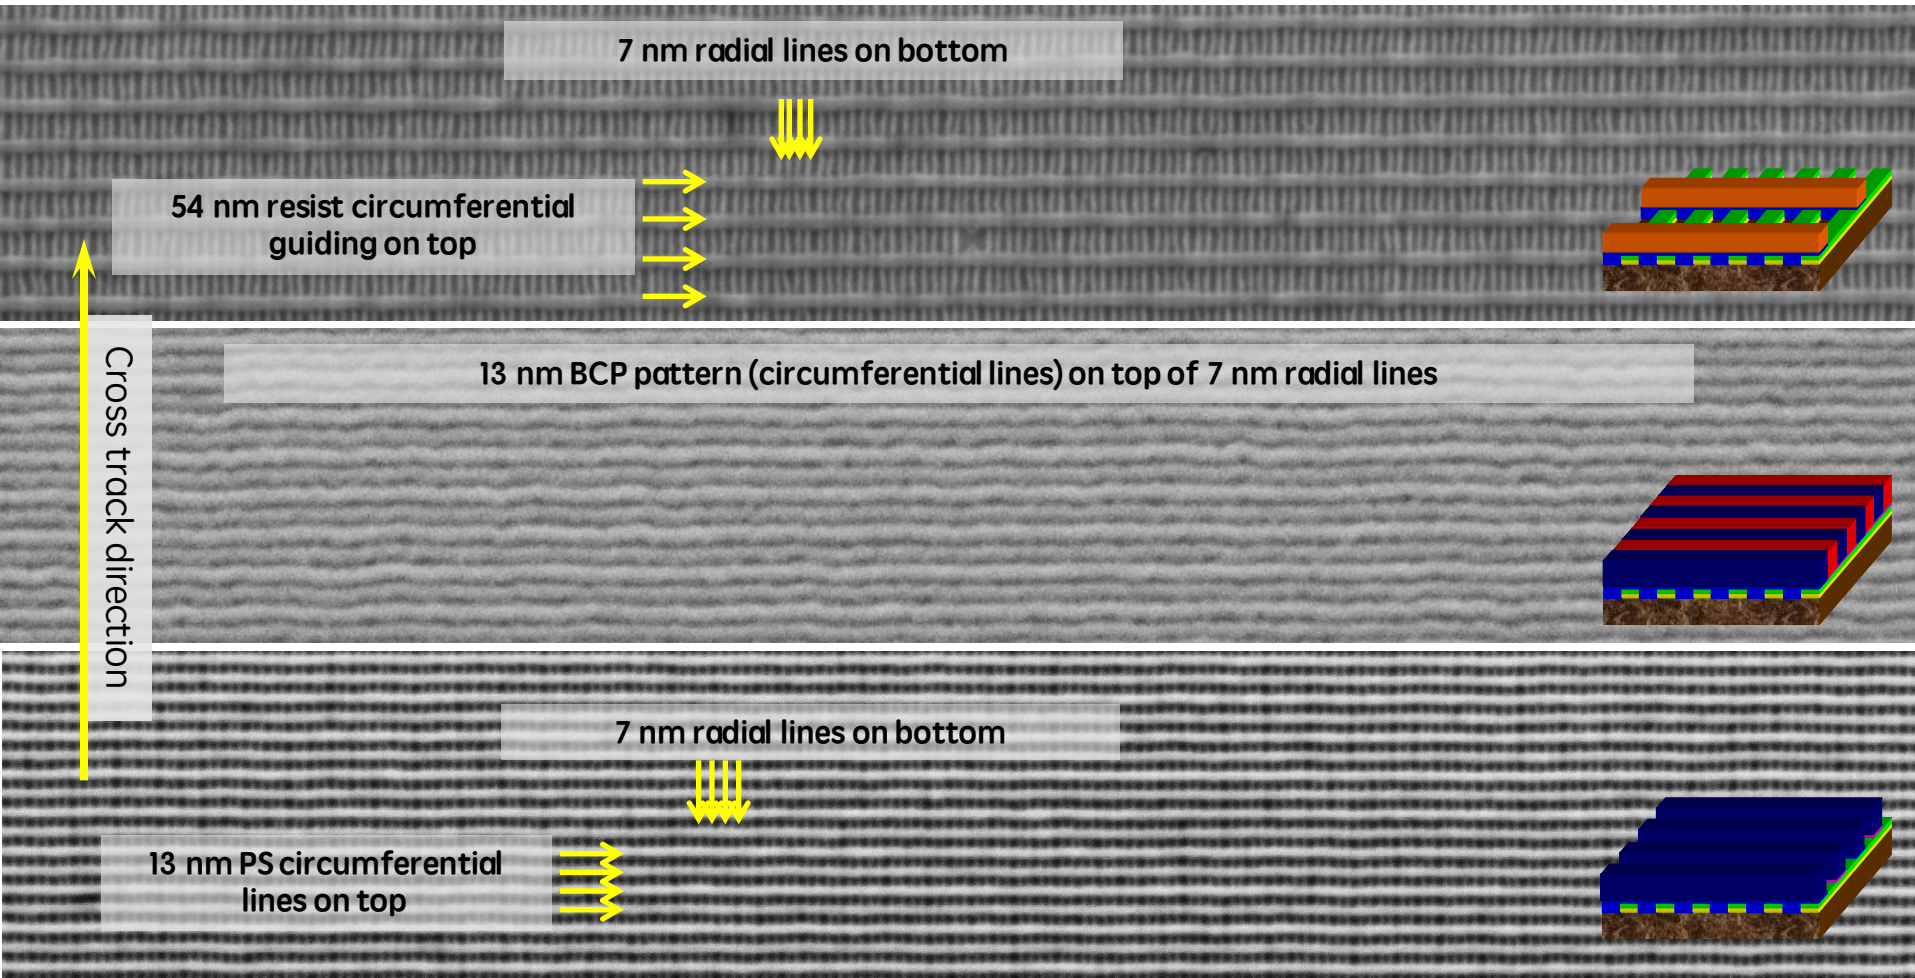 7 nm radial lines on bottom
54 nm resist circumferential
guiding on top
Cross track direction
13 nm BCP pattern (circumferential lines) on top of 7 nm radial lines
7 nm radial lines on bottom
13 nm PS circumferential
lines on top